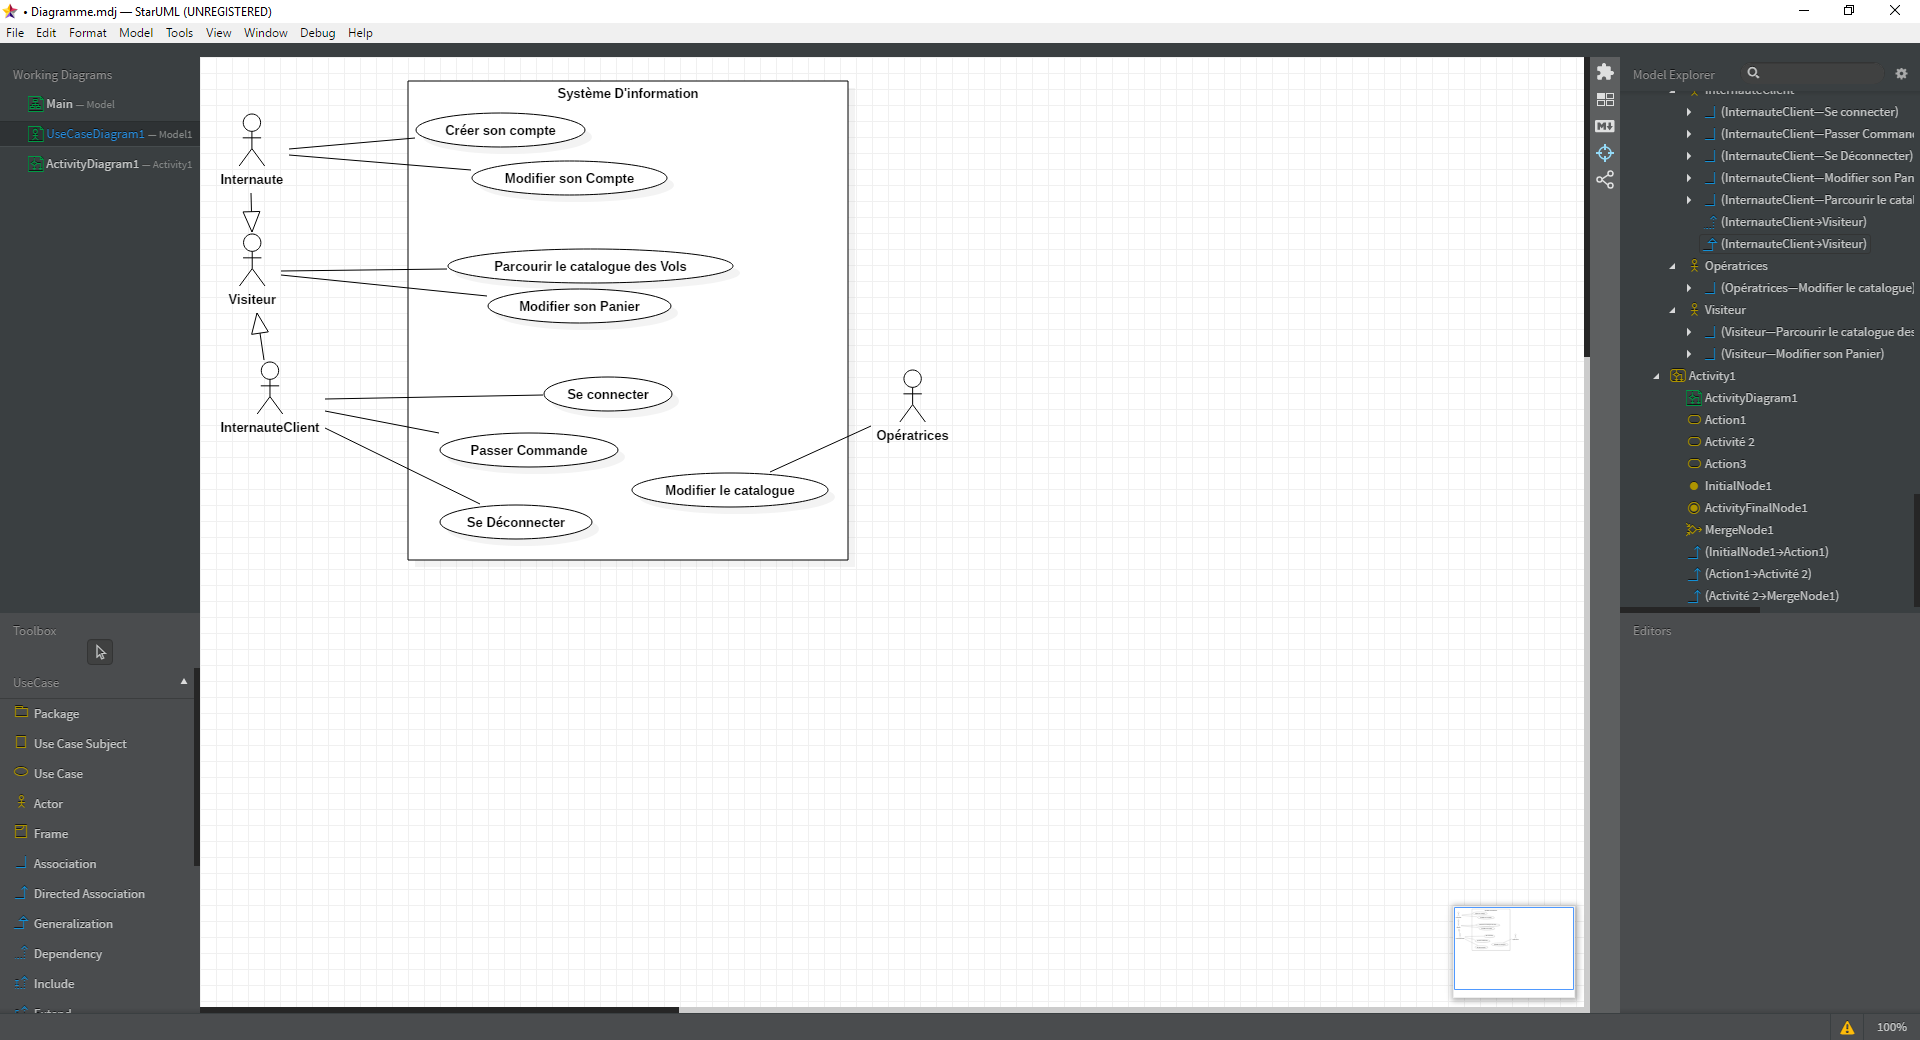 • Diagramme.mdj — StarUML (UNREGISTERED)
File Edit Format Model Tools View Window Debug Help
Working Diagrams
Main — Model
UseCaseDiagram1 — Model1
ActivityDiagram1 — Activity1
Toolbox
UseCase
Package
Use Case Subject
Use Case
Actor
Frame
Association
Directed Association
Generalization
Dependency
Include
Extend
Système D'information
Créer son compte
Modifier son Compte
Internaute
Parcourir le catalogue des Vols
Modifier son Panier
Visiteur
Se connecter
InternauteClient
Passer Commande
Opératrices
Modifier le catalogue
Se Déconnecter
Model Explorer
InternauteClient
(InternauteClient—Se connecter)
(InternauteClient—Passer Comman
(InternauteClient—Se Déconnecter)
(InternauteClient—Modifier son Pan
(InternauteClient—Parcourir le cata
(InternauteClient→Visiteur)
(InternauteClient→Visiteur)
Opératrices
(Opératrices—Modifier le catalogue)
Visiteur
(Visiteur—Parcourir le catalogue des
(Visiteur—Modifier son Panier)
Activity1
ActivityDiagram1
Action1
Activité 2
Action3
InitialNode1
ActivityFinalNode1
MergeNode1
(InitialNode1→Action1)
(Action1→Activité 2)
(Activité 2→MergeNode1)
Editors
100%